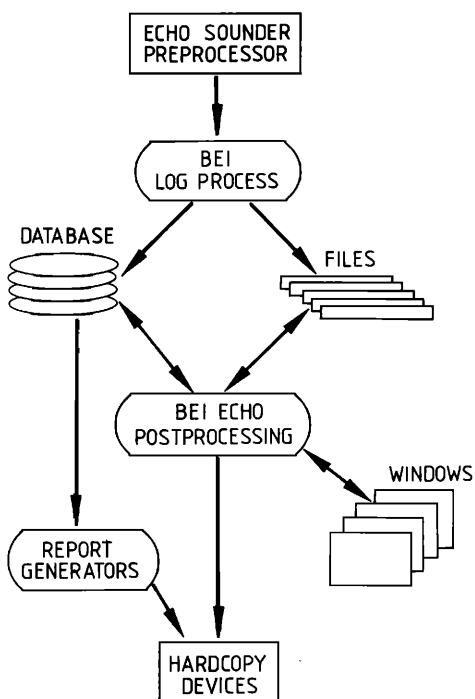 ECHO SOUNDER
PREPROCESSOR
BEI
LOG PROCESS
DATABASE
FILES
BEI ECHO
POSTPROCESSING
WINDOWS
REPORT
GENERATORS
HARDCOPY
DEVICES